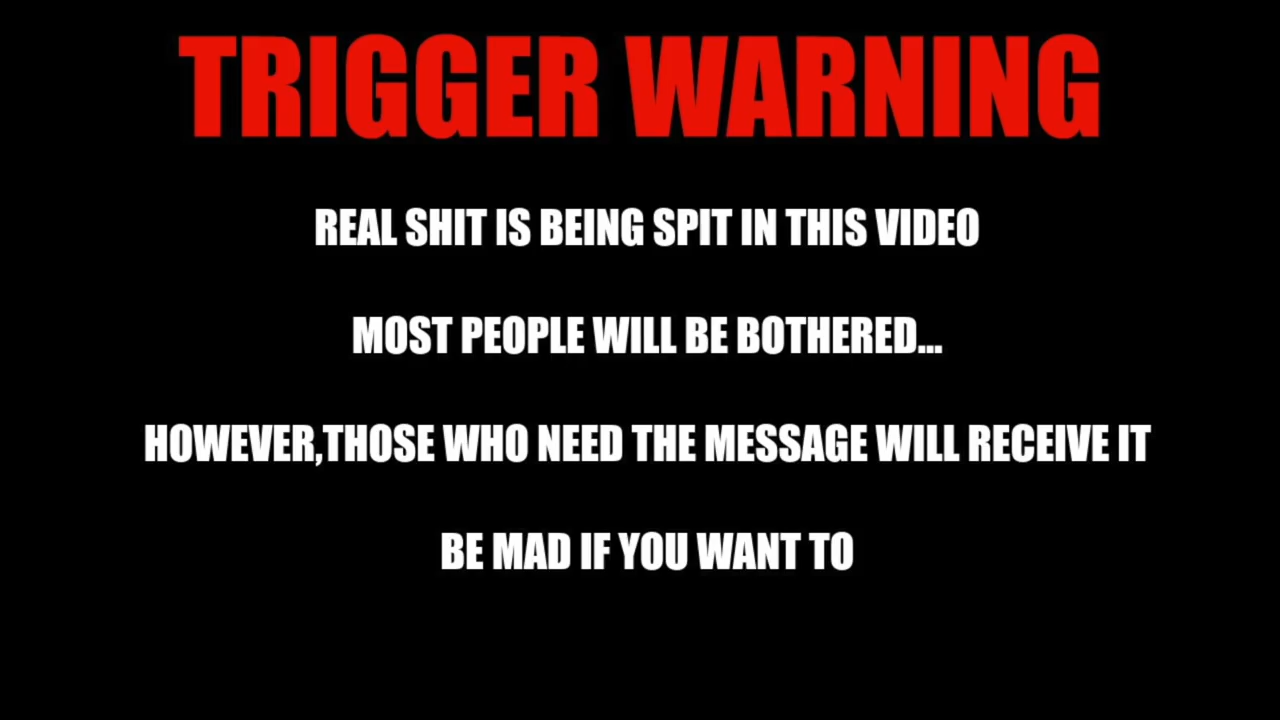 TRIGGER WARNING
REAL SHIT IS BEING SPIT IN THIS VIDEO
MOST PEOPLE WILL BE BOTHERED...
HOWEVER,THOSE WHO NEED THE MESSAGE WILL RECEIVE IT
BE MAD IF YOU WANT TO